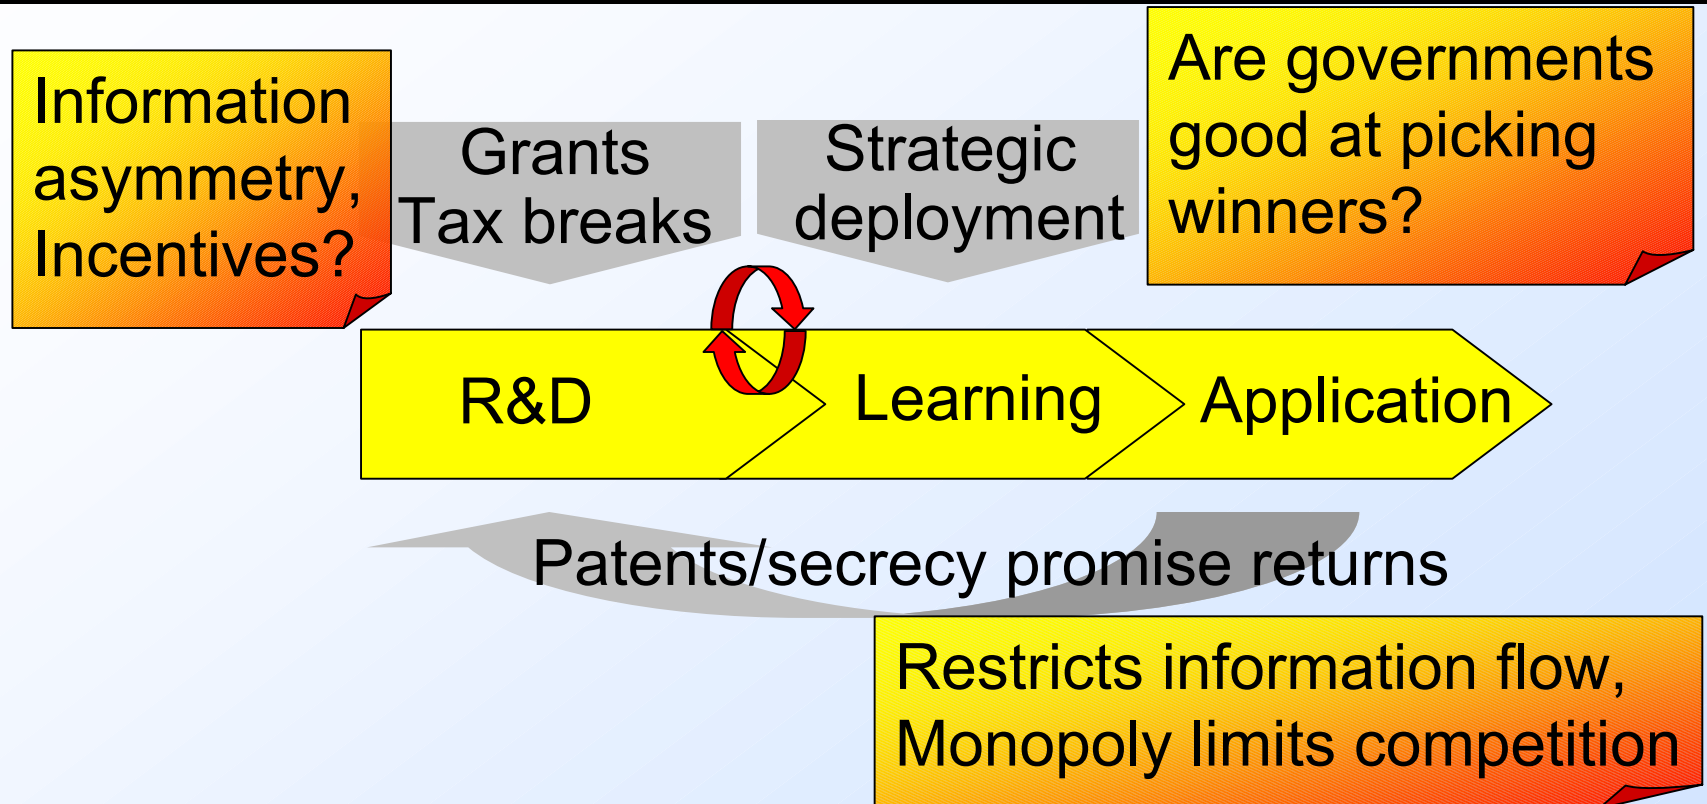 Information
asymmetry,
Incentives?
Grants
Tax breaks
Strategic
deployment
Are governments
good at picking
winners?
R&D
Learning
Application
Patents/secrecy promise returns
Restricts information flow,
Monopoly limits competition